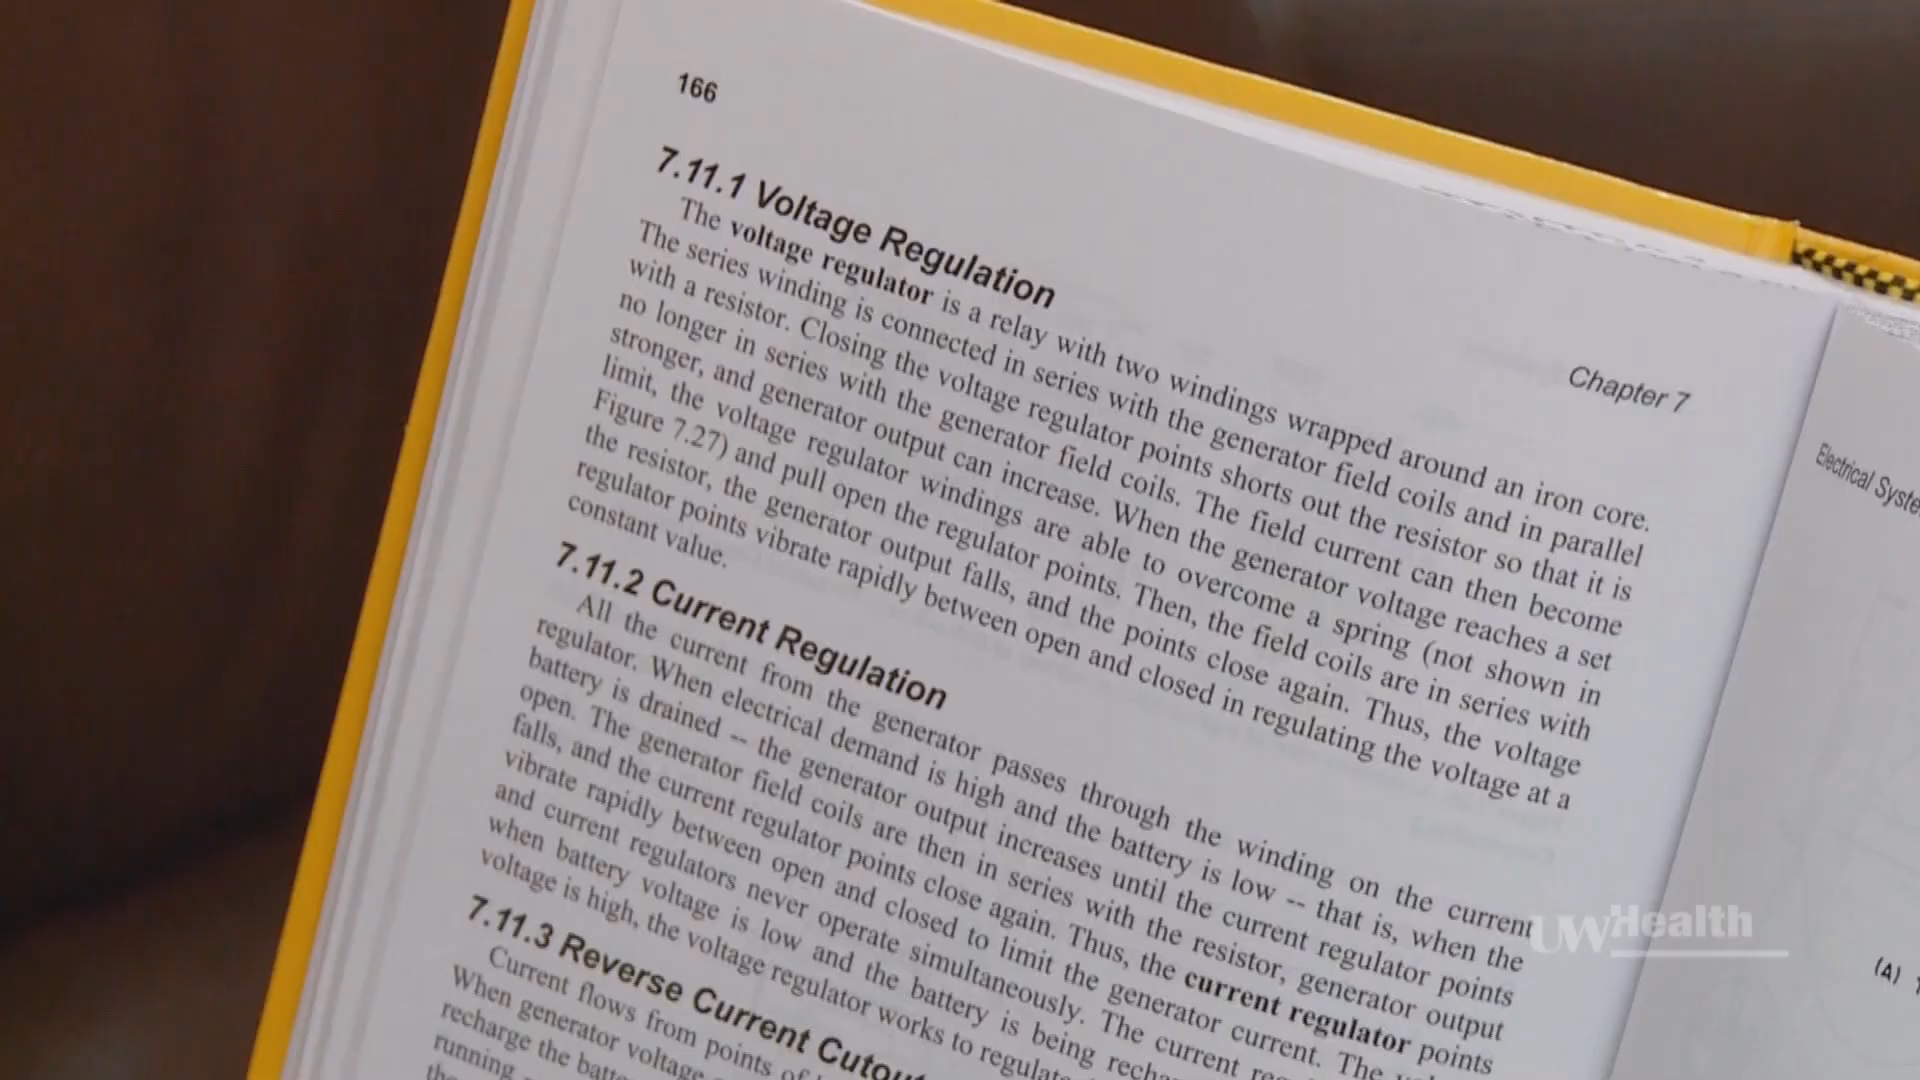 166
Chapter 7
7.11.1 Voltage Regulation
The voltage regulator is a relay with two windings wrapped around an iron core.
The series winding is connected in series with the generator field coils and in parallel
with a resistor. Closing the voltage regulator points shorts out the resistor so that it is
no longer in series with the generator field coils. The field current can then become
stronger, and generator output can increase. When the generator voltage reaches a set
limit, the voltage regulator windings are able to overcome a spring (not shown in
Figure 7.27) and pull open the regulator points. Then, the field coils are in series with
the resistor, the generator output falls, and the points close again. Thus, the voltage
regulator points vibrate rapidly between open and closed in regulating the voltage at a
constant value.
7.11.2 Current Regulation
All the current from the generator passes through the winding on the current
regulator. When electrical demand is high and the battery is low -- that is, when the
battery is drained -- the generator output increases until the current regulator points
open. The generator field coils are then in series with the resistor, generator output
falls, and the current regulator points close again. Thus, the current regulator points
vibrate rapidly between open and closed to limit the generator current. The
and current regulators never operate simultaneously. The current
when battery voltage is low and the battery is being
voltage is high, the voltage regulator works to
7.11.3 Reverse Current
Current flows from points of
When generator voltage
recharge the
running
the
Electrical
(A)
UWHealth